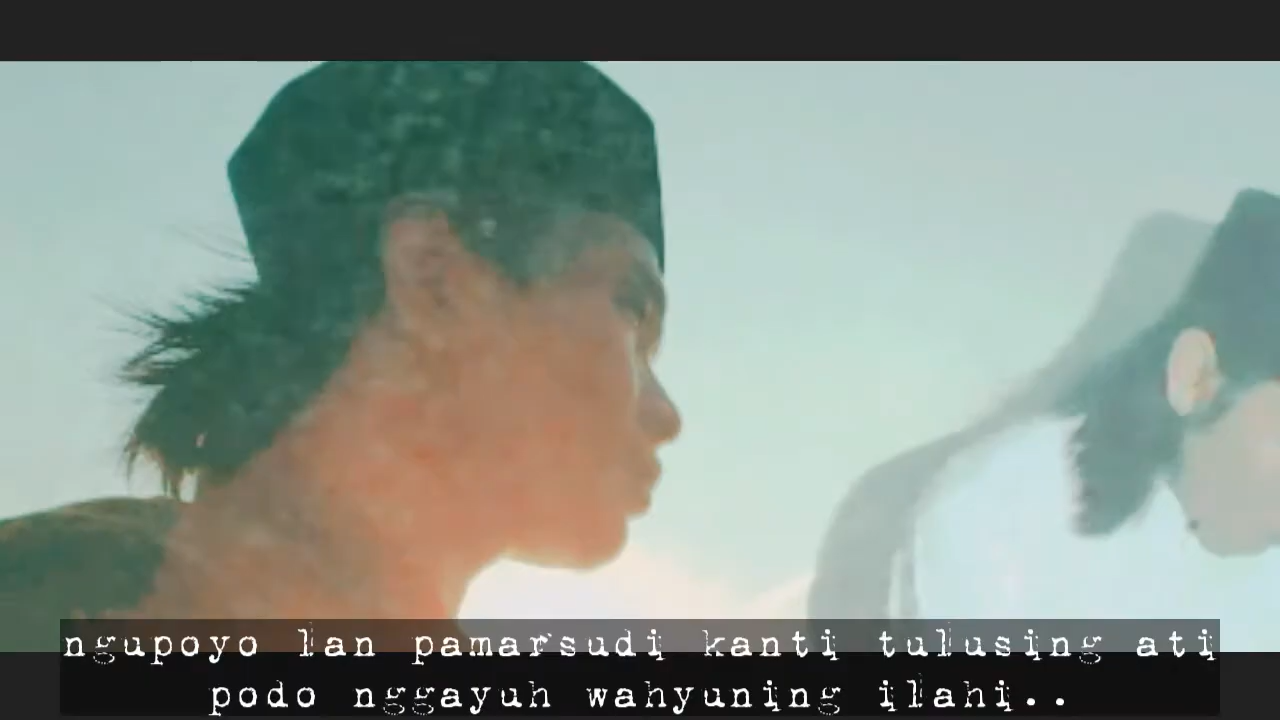 ngupoyo lan pamarsudi kanti tulusing ati
podo nggayuh wahyuning ilahi..